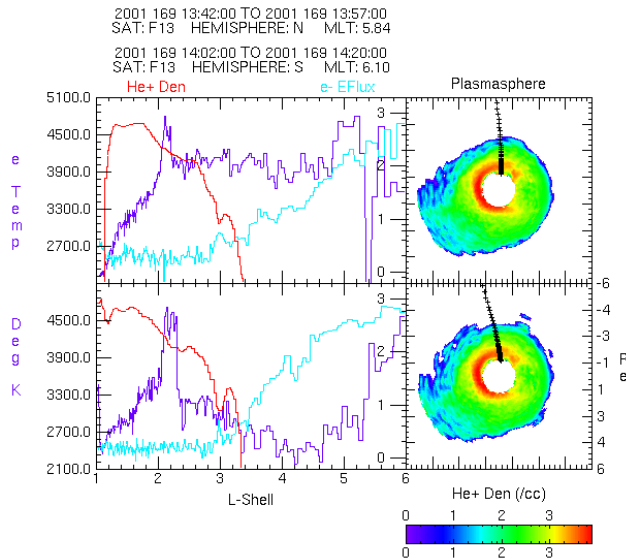 2001 169 13:42:00 TO 2001 169 13:57:00
SAT: F13 HEMISPHERE: N MLT: 5.84
2001 169 14:02:00 TO 2001 169 14:20:00
SAT: F13 HEMISPHERE: S MLT: 6.10
He+ Den e- EFlux Plasmasphere
5100.0
4500.0
3900.0
3300.0
2700.0
3
2
1
0
e Temp
Deg K
4500.0
3900.0
3300.0
2700.0
2100.0
3
2
1
0
1 2 3 4 5 6
L-Shell
-6
-4
-3
-1
1
3
4
6
P
e
He+ Den (/cc)
0 1 2 3
0 1 2 3